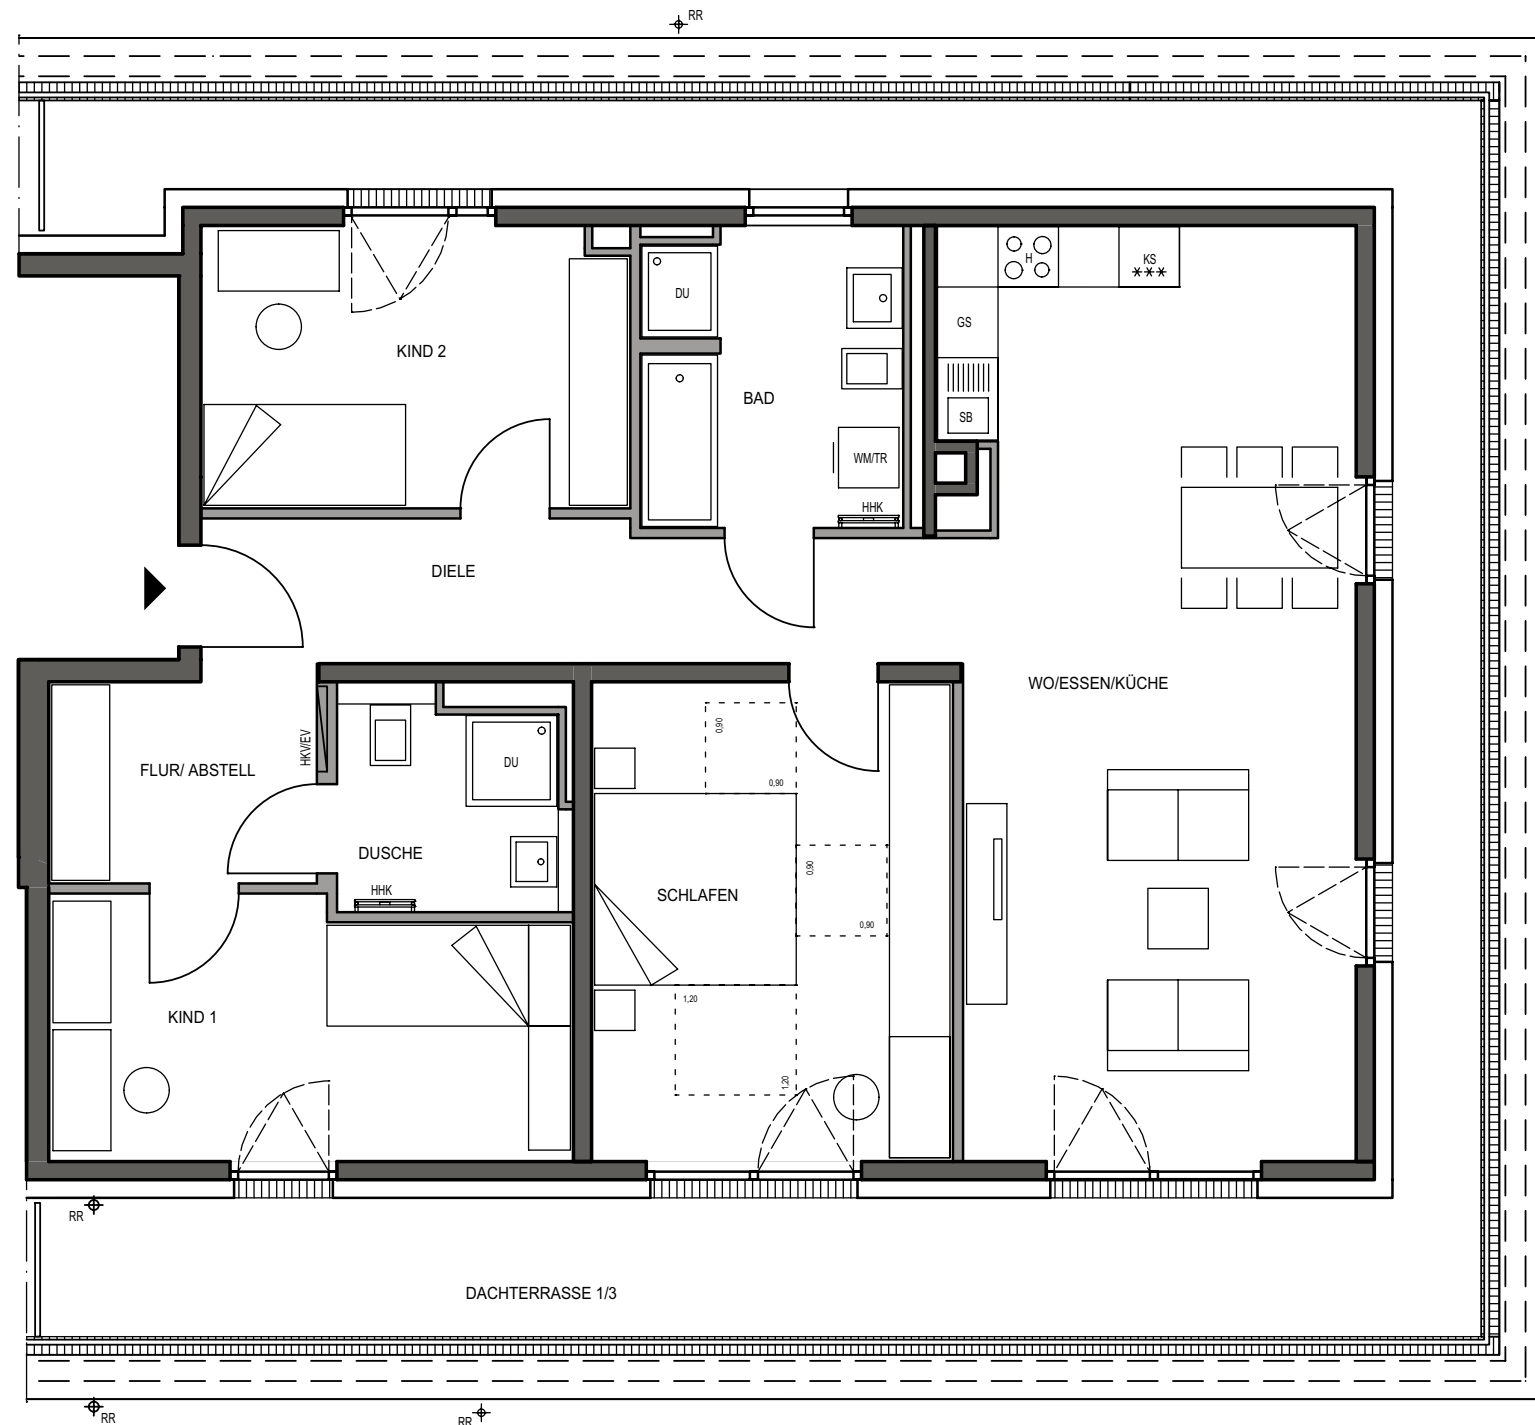 RR
DU
H
KS
***
GS
KIND 2
BAD
SB
WM/TR
HHK
DIELE
WO/ESSEN/KÜCHE
0,90
0,90
HKV/EV
DU
FLUR/ ABSTELL
DUSCHE
0,90
HHK
SCHLAFEN
0,90
1,20
KIND 1
1,20
RR
DACHTERRASSE 1/3
RR
RR